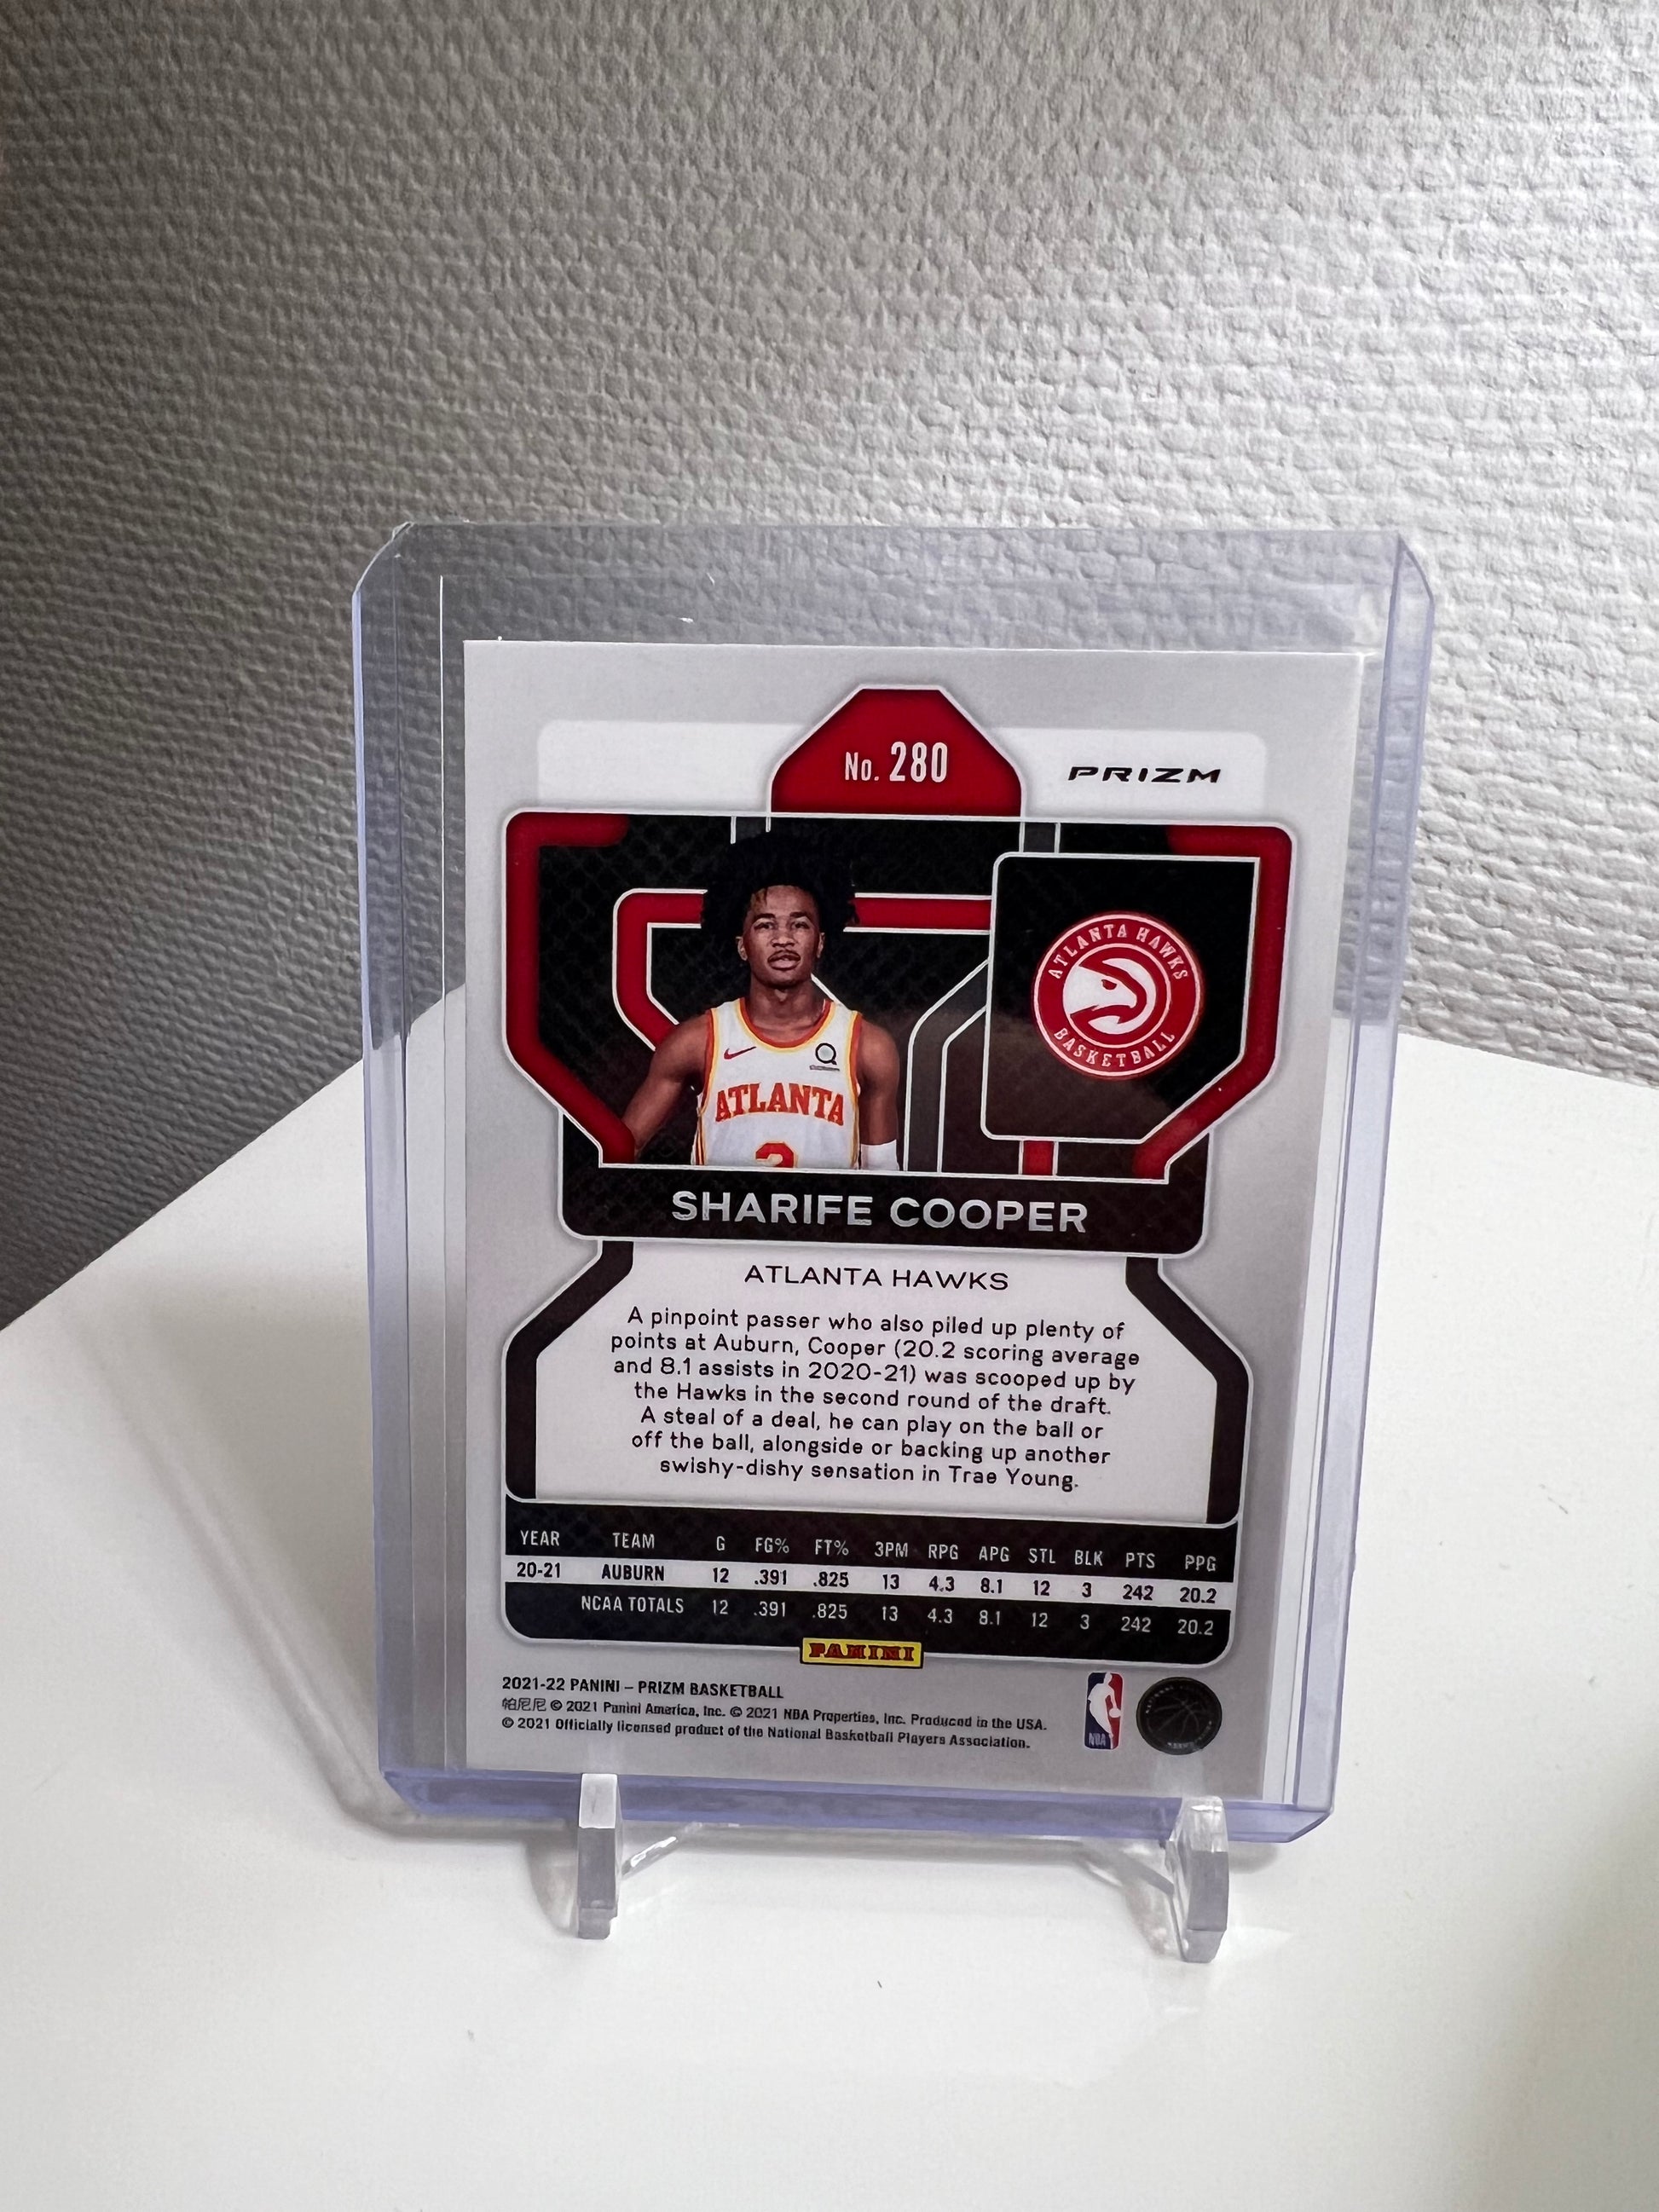 No. 280
PRIZM
ATLANTA HAWKS
BASKETBALL
ATLANTA
SHARIFE COOPER
ATLANTA HAWKS
A pinpoint passer who also piled up plenty of
points at Auburn, Cooper (20.2 scoring average
and 8.1 assists in 2020-21) was scooped up by
the Hawks in the second round of the draft.
A steal of a deal, he can play on the ball or
off the ball, alongside or backing up another
swishy-dishy sensation in Trae Young.
YEAR TEAM G FG% FT% 3PM RPG APG STL BLK PTS PPG
20-21 AUBURN 12 .391 .825 13 4.3 8.1 12 3 242 20.2
NCAA TOTALS 12 .391 .825 13 4.3 8.1 12 3 242 20.2
PANINI
2021-22 PANINI – PRIZM BASKETBALL
帕尼尼 © 2021 Panini America, Inc. © 2021 NBA Properties, Inc. Produced in the USA.
© 2021 Officially licensed product of the National Basketball Players Association.
NBA